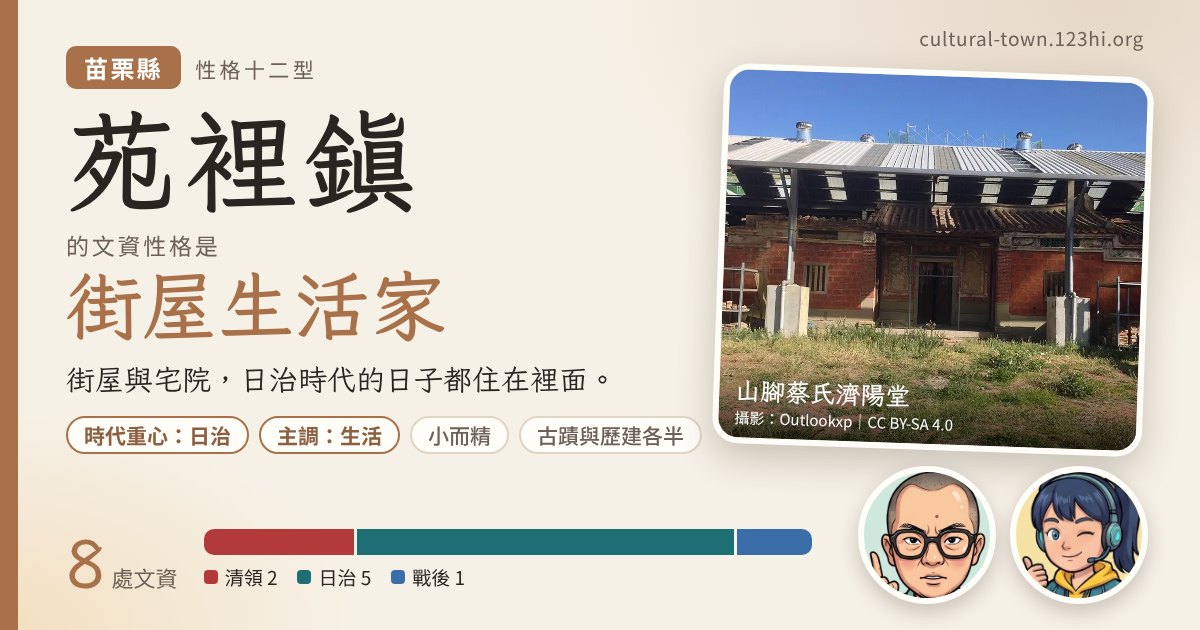 cultural-town.123hi.org
苗栗縣 性格十二型
苑裡鎮
的文資性格是
街屋生活家
街屋與宅院，日治時代的日子都住在裡面。
時代重心：日治 主調：生活 小而精 古蹟與歷建各半
山腳蔡氏濟陽堂
攝影：Outlookxp｜CC BY-SA 4.0
8 處文資
清領 2 日治 5 戰後 1